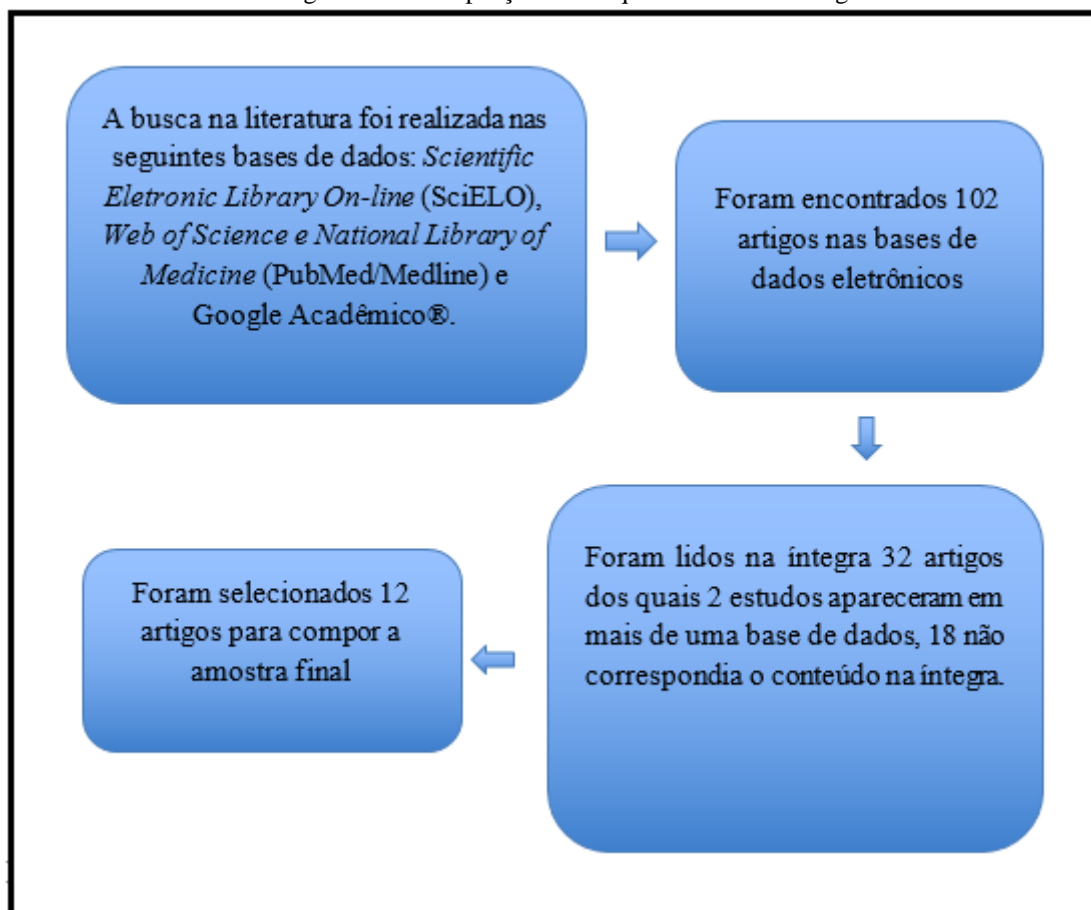 A busca na literatura foi realizada nas
seguintes bases de dados: Scientific
Eletronic Library On-line (SciELO),
Web of Science e National Library of
Medicine (PubMed/Medline) e
Google Acadêmico®.
Foram encontrados 102
artigos nas bases de
dados eletrônicos
Foram lidos na íntegra 32 artigos
dos quais 2 estudos apareceram em
mais de uma base de dados, 18 não
correspondia o conteúdo na íntegra.
Foram selecionados 12
artigos para compor a
amostra final